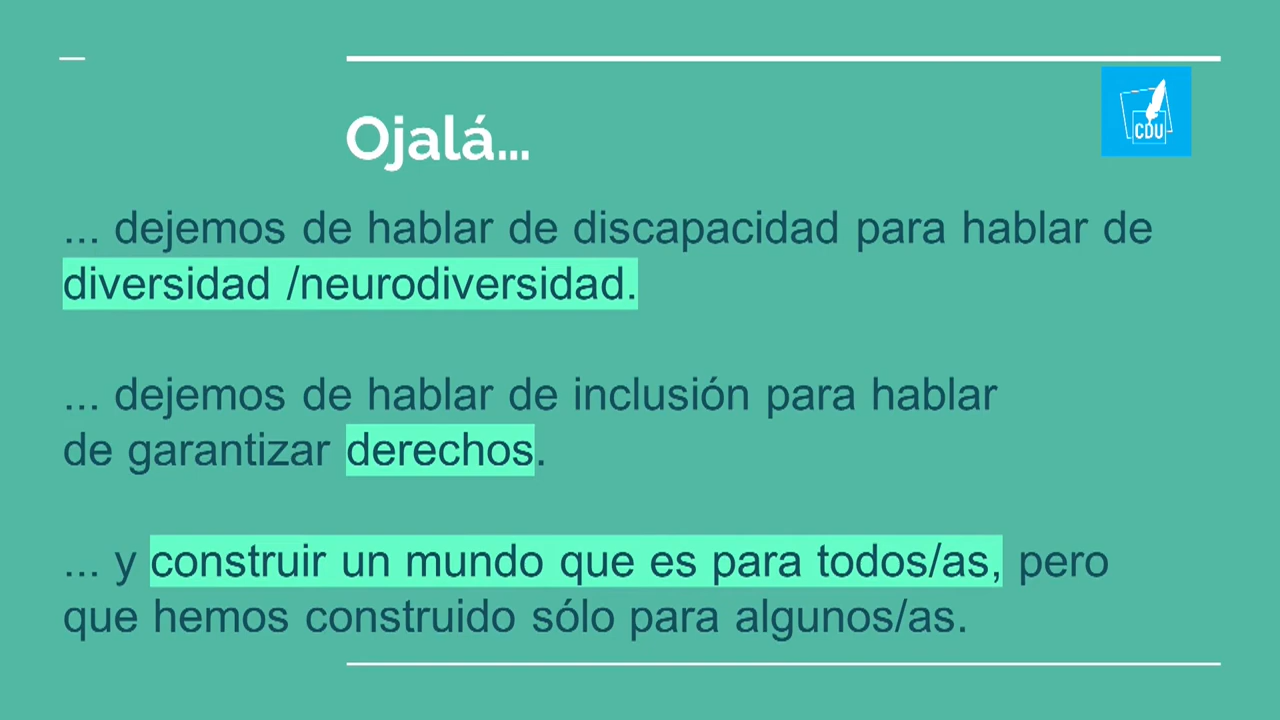 Ojalá...
CDU
... dejemos de hablar de discapacidad para hablar de
diversidad /neurodiversidad.
... dejemos de hablar de inclusión para hablar
de garantizar derechos.
... y construir un mundo que es para todos/as, pero
que hemos construido sólo para algunos/as.